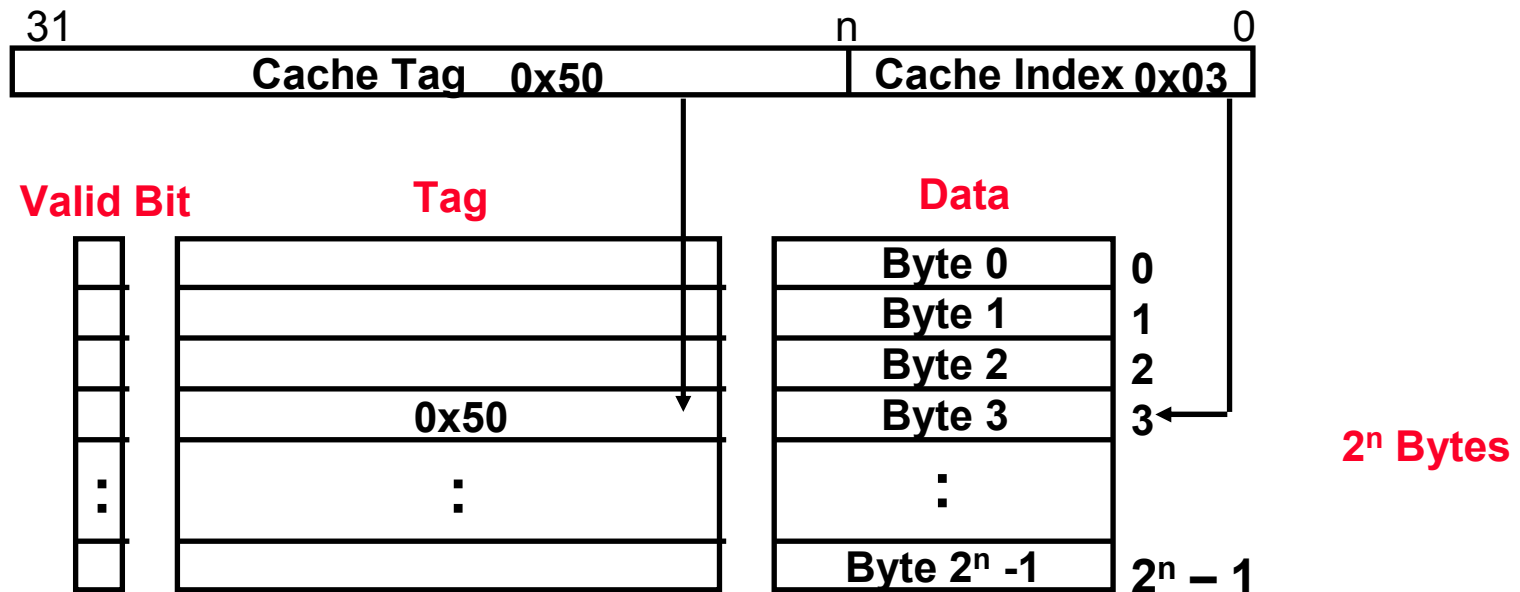 31 n 0
Cache Tag 0x50 Cache Index 0x03
Valid Bit Tag Data
Byte 0 0
Byte 1 1
Byte 2 2
0x50 Byte 3 3
2ⁿ Bytes
: : :
Byte 2ⁿ -1 2ⁿ – 1